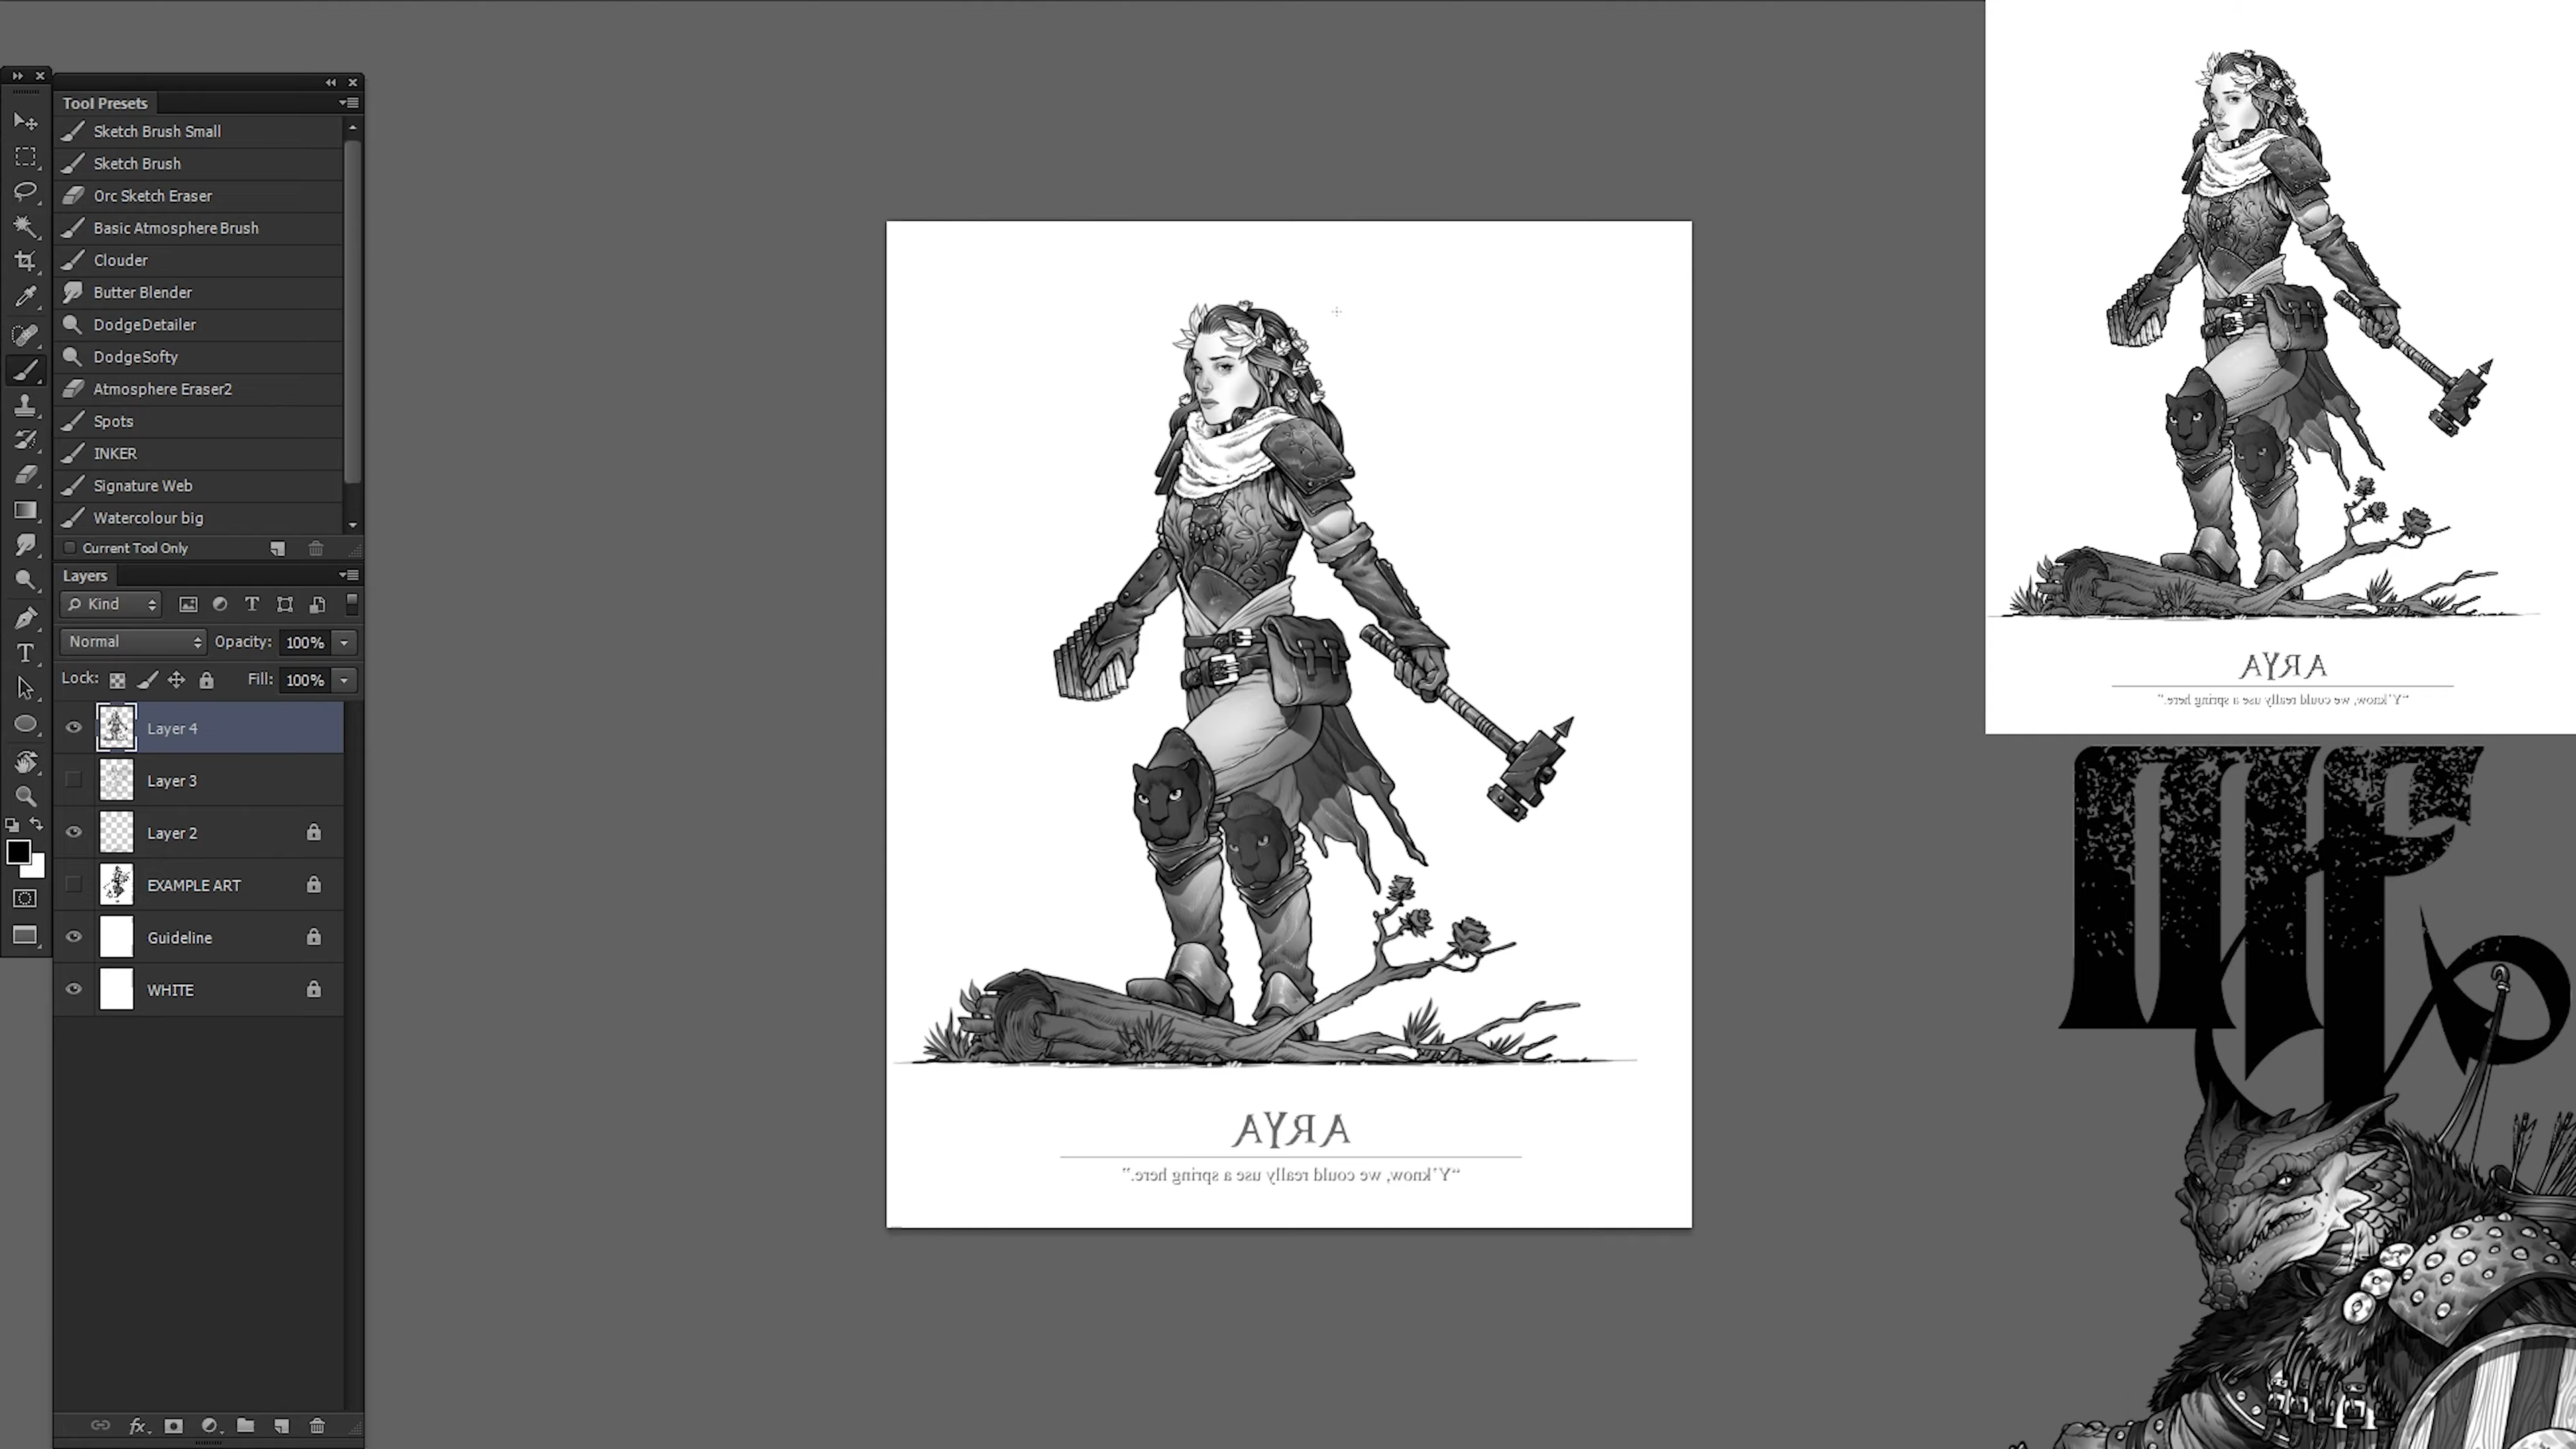 Tool Presets
Sketch Brush Small
Sketch Brush
Orc Sketch Eraser
Basic Atmosphere Brush
Clouder
Butter Blender
DodgeDetailer
DodgeSofty
Atmosphere Eraser2
Spots
INKER
Signature Web
Watercolour big
Current Tool Only
Layers
Kind
Normal Opacity: 100%
Lock: Fill: 100%
Layer 4
Layer 3
Layer 2
EXAMPLE ART
Guideline
WHITE
fx
ARYA
“Y’know, we could really use a spring here.”
ARYA
“Y’know, we could really use a spring here.”